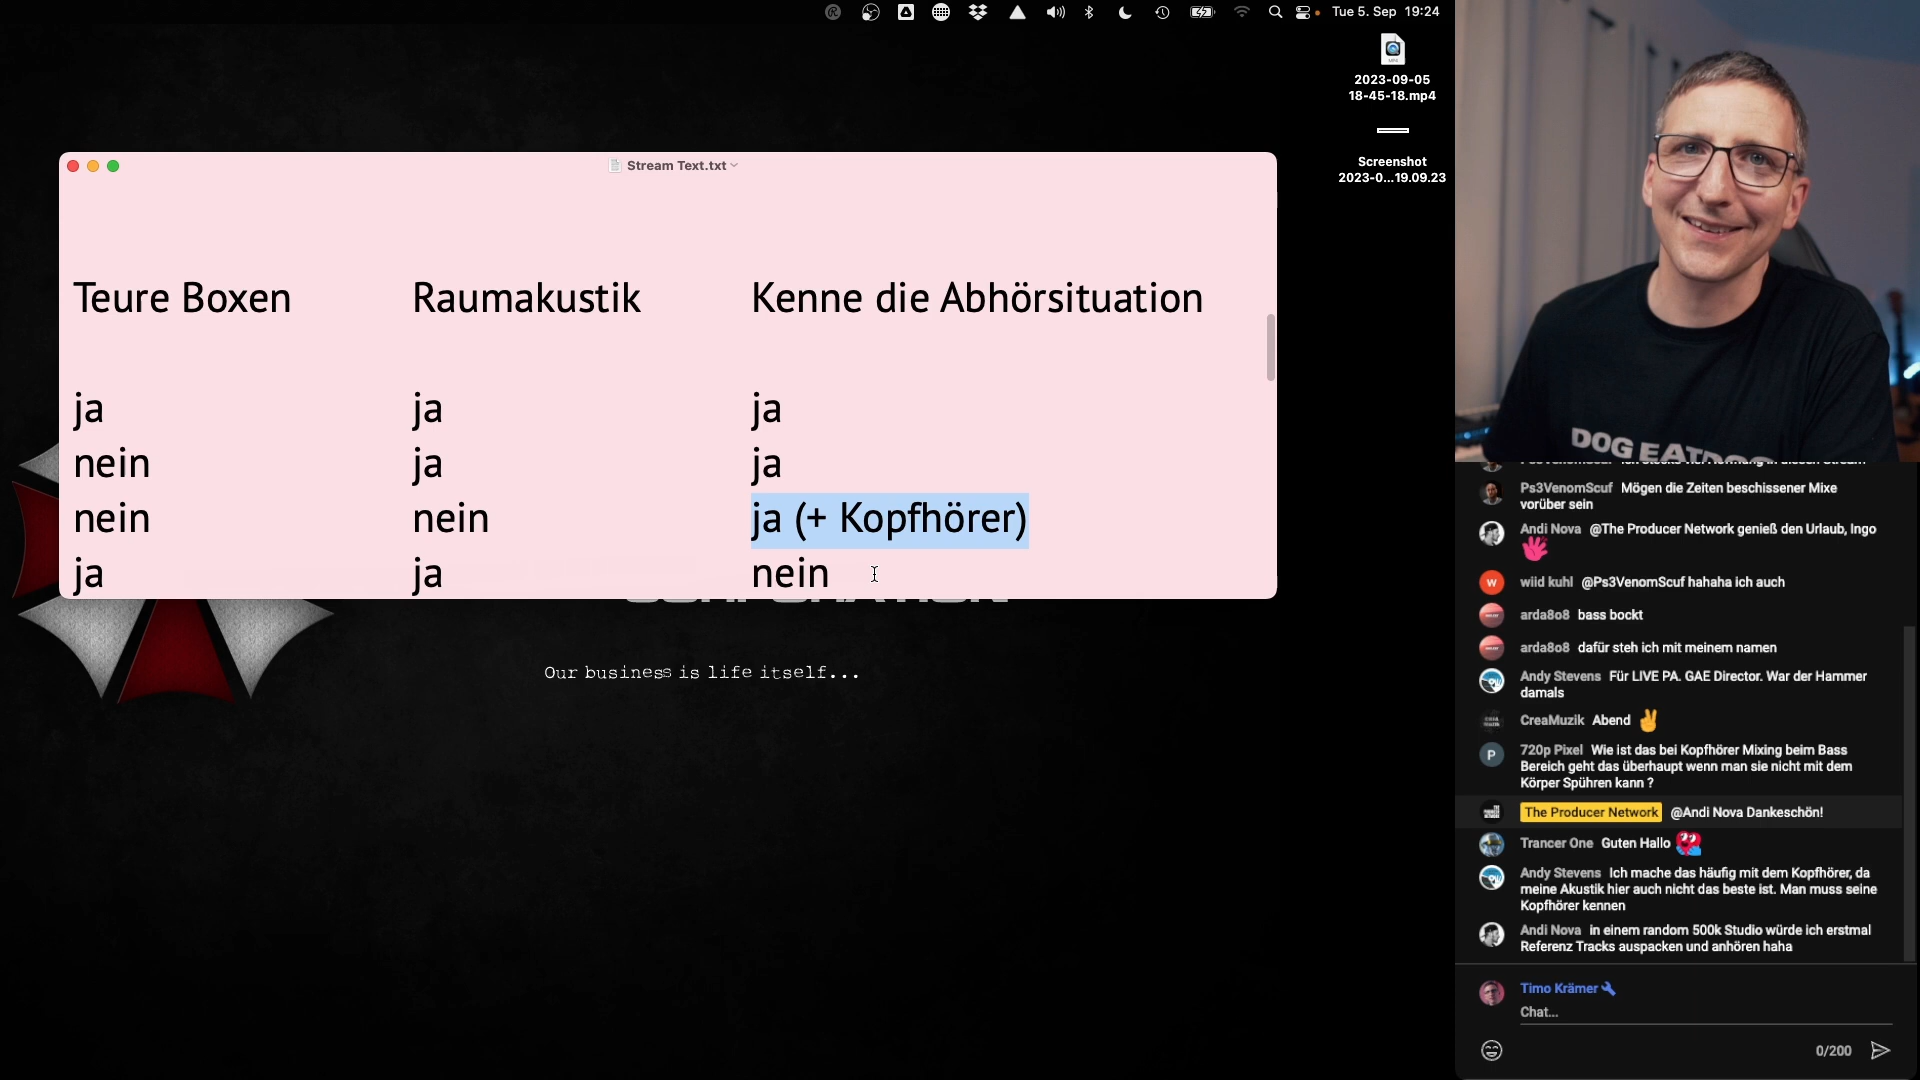 Tue 5. Sep 19:24
2023-09-05
18-45-18.mp4
Screenshot
2023-0...19.09.23
Stream Text.txt
Teure Boxen Raumakustik Kenne die Abhörsituation
ja ja ja
nein ja ja
nein nein ja (+ Kopfhörer)
ja ja nein
Our business is life itself...
DOG EATDOG
Ps3VenomScuf Mögen die Zeiten beschissener Mixe
vorüber sein
Andi Nova @The Producer Network genieß den Urlaub, Ingo
W
wiid kuhl @Ps3VenomScuf hahaha ich auch
arda8o8 bass bockt
arda8o8 dafür steh ich mit meinem namen
Andy Stevens Für LIVE PA. GAE Director. War der Hammer
damals
CreaMuzik Abend ✌️
P
720p Pixel Wie ist das bei Kopfhörer Mixing beim Bass
Bereich geht das überhaupt wenn man sie nicht mit dem
Körper Spühren kann ?
The Producer Network @Andi Nova Dankeschön!
Trancer One Guten Hallo
Andy Stevens Ich mache das häufig mit dem Kopfhörer, da
meine Akustik hier auch nicht das beste ist. Man muss seine
Kopfhörer kennen
Andi Nova in einem random 500k Studio würde ich erstmal
Referenz Tracks auspacken und anhören haha
Timo Krämer
Chat...
0/200